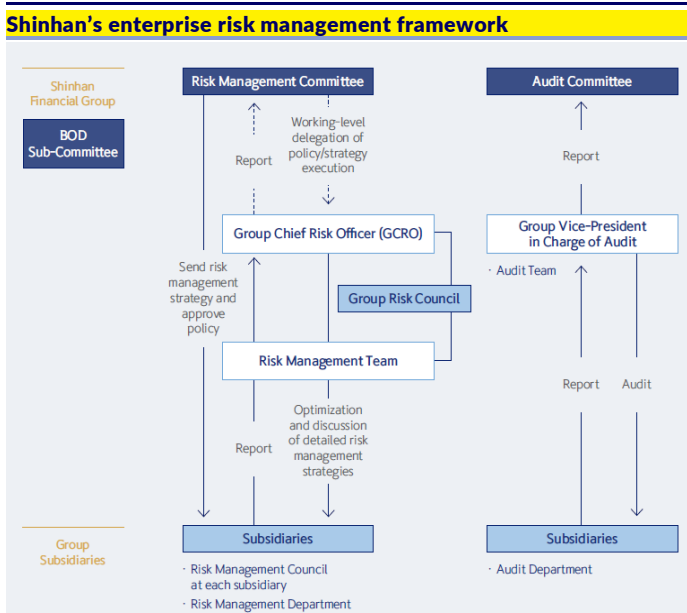 Shinhan’s enterprise risk management framework
Shinhan
Financial Group
BOD
Sub-Committee
Risk Management Committee
Audit Committee
Report
Working-level
delegation of
policy/strategy
execution
Report
Group Chief Risk Officer (GCRO)
Group Vice-President
in Charge of Audit
· Audit Team
Send risk
management
strategy and
approve
policy
Group Risk Council
Risk Management Team
Report
Optimization
and discussion
of detailed risk
management
strategies
Report
Audit
Group
Subsidiaries
Subsidiaries
· Risk Management Council
at each subsidiary
· Risk Management Department
Subsidiaries
· Audit Department